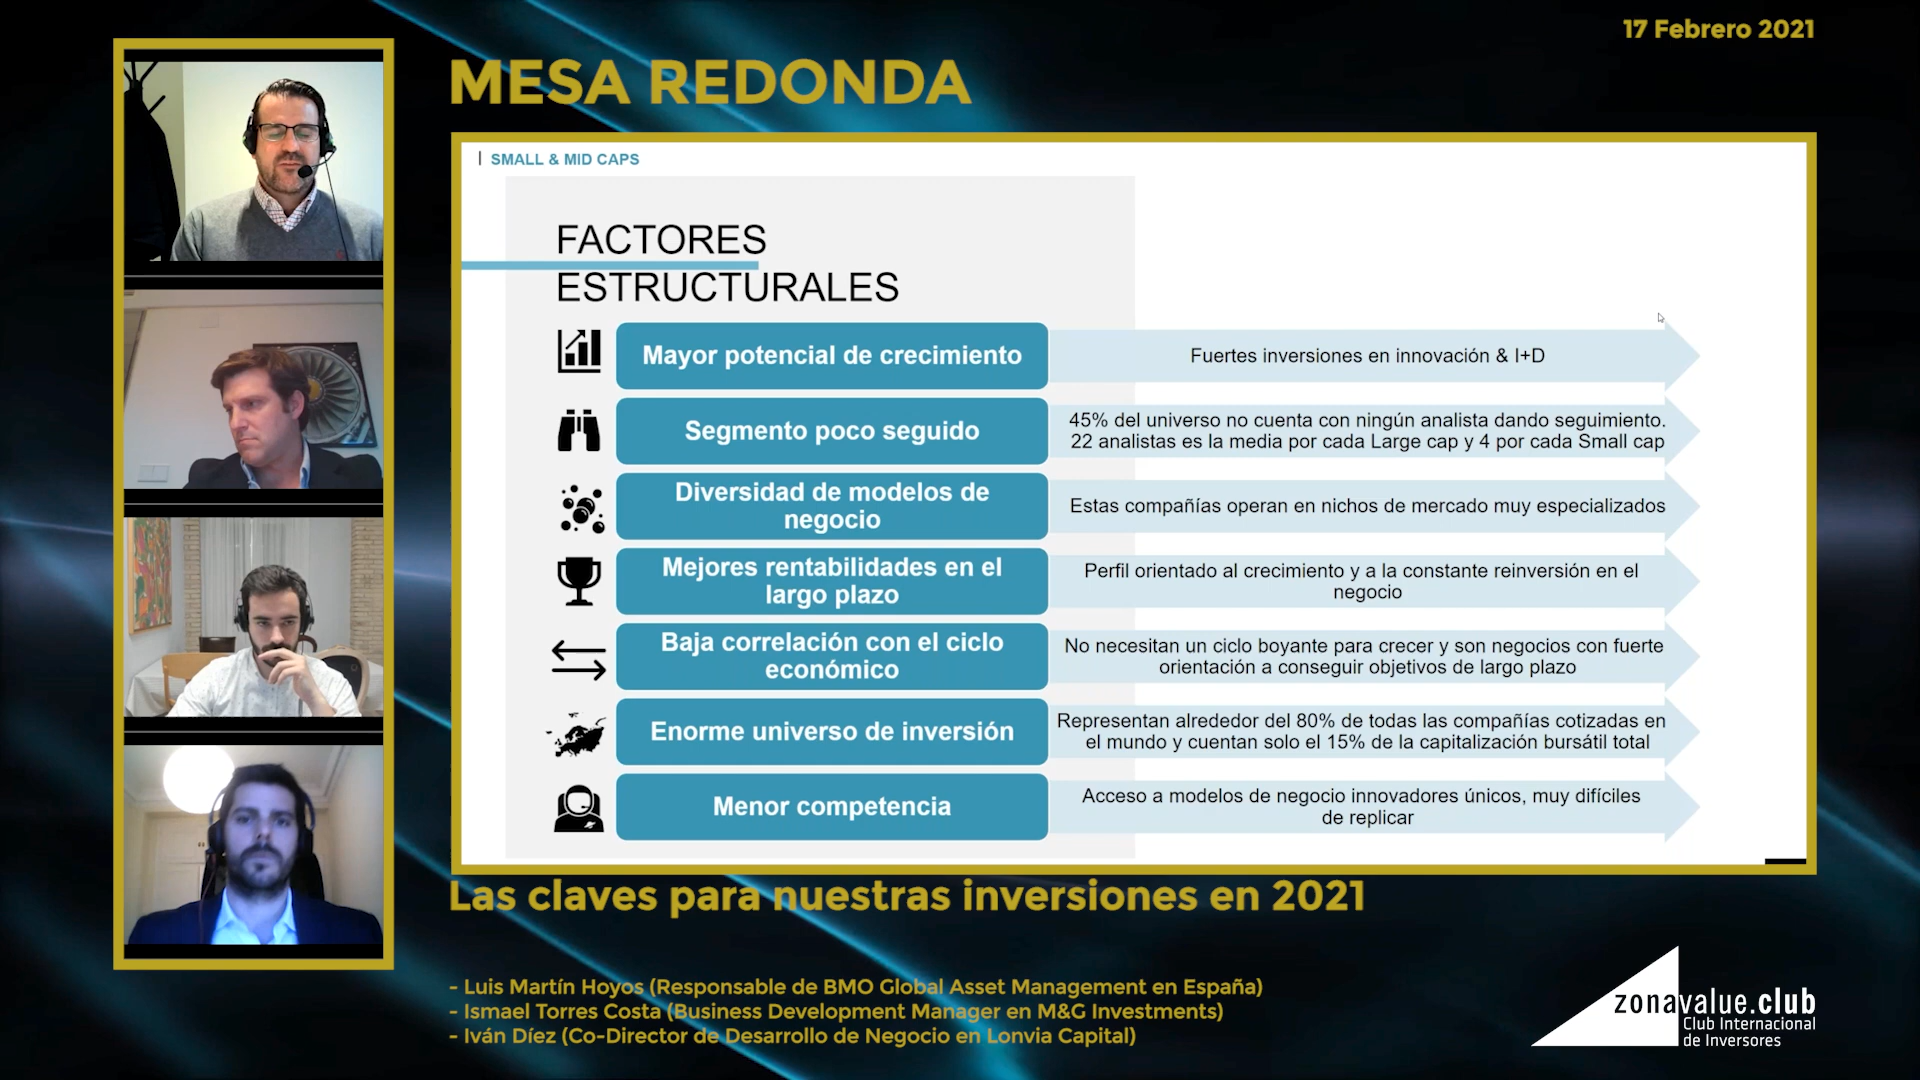 17 Febrero 2021
MESA REDONDA
| SMALL & MID CAPS
FACTORES
ESTRUCTURALES
Mayor potencial de crecimiento
Fuertes inversiones en innovación & I+D
Segmento poco seguido
45% del universo no cuenta con ningún analista dando seguimiento.
22 analistas es la media por cada Large cap y 4 por cada Small cap
Diversidad de modelos de
negocio
Estas compañías operan en nichos de mercado muy especializados
Mejores rentabilidades en el
largo plazo
Perfil orientado al crecimiento y a la constante reinversión en el
negocio
Baja correlación con el ciclo
económico
No necesitan un ciclo boyante para crecer y son negocios con fuerte
orientación a conseguir objetivos de largo plazo
Enorme universo de inversión
Representan alrededor del 80% de todas las compañías cotizadas en
el mundo y cuentan solo el 15% de la capitalización bursátil total
Menor competencia
Acceso a modelos de negocio innovadores únicos, muy difíciles
de replicar
Las claves para nuestras inversiones en 2021
- Luis Martín Hoyos (Responsable de BMO Global Asset Management en España)
- Ismael Torres Costa (Business Development Manager en M&G Investments)
- Iván Díez (Co-Director de Desarrollo de Negocio en Lonvia Capital)
zonavalue.club
Club Internacional
de Inversores